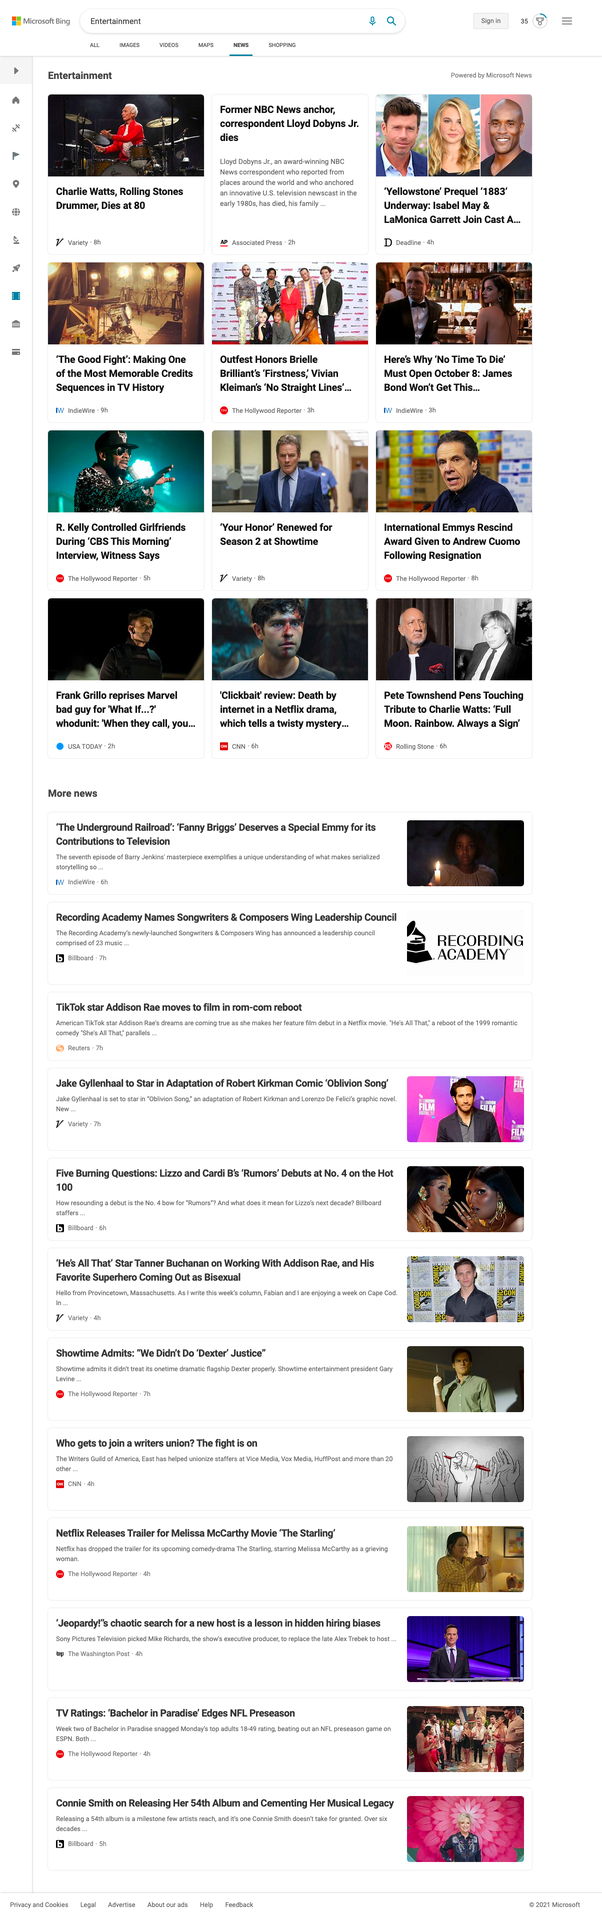 Microsoft Bing
Entertainment
Sign in
35
ALL
IMAGES
VIDEOS
MAPS
NEWS
SHOPPING
Entertainment
Powered by Microsoft News
Charlie Watts, Rolling Stones
Drummer, Dies at 80
Variety · 8h
Former NBC News anchor,
correspondent Lloyd Dobyns Jr.
dies
Lloyd Dobyns Jr., an award-winning NBC
News correspondent who reported from
places around the world and who anchored
an innovative U.S. television newscast in the
early 1980s, has died, his family ...
AP Associated Press · 2h
‘Yellowstone’ Prequel ‘1883’
Underway: Isabel May &
LaMonica Garrett Join Cast A...
Deadline · 4h
‘The Good Fight’: Making One
of the Most Memorable Credits
Sequences in TV History
IW IndieWire · 9h
Outfest Honors Brielle
Brilliant’s ‘Firstness,’ Vivian
Kleiman’s ‘No Straight Lines’...
The Hollywood Reporter · 3h
Here’s Why ‘No Time To Die’
Must Open October 8: James
Bond Won’t Get This...
IW IndieWire · 3h
R. Kelly Controlled Girlfriends
During ‘CBS This Morning’
Interview, Witness Says
The Hollywood Reporter · 5h
‘Your Honor’ Renewed for
Season 2 at Showtime
Variety · 8h
International Emmys Rescind
Award Given to Andrew Cuomo
Following Resignation
The Hollywood Reporter · 8h
Frank Grillo reprises Marvel
bad guy for 'What If...?'
whodunit: 'When they call, you...
USA TODAY · 2h
'Clickbait' review: Death by
internet in a Netflix drama,
which tells a twisty mystery...
CNN · 6h
Pete Townshend Pens Touching
Tribute to Charlie Watts: ‘Full
Moon. Rainbow. Always a Sign’
Rolling Stone · 6h
More news
‘The Underground Railroad’: ‘Fanny Briggs’ Deserves a Special Emmy for its
Contributions to Television
The seventh episode of Barry Jenkins' masterpiece exemplifies a unique understanding of what makes serialized
storytelling so ...
IW IndieWire · 6h
Recording Academy Names Songwriters & Composers Wing Leadership Council
The Recording Academy's newly-launched Songwriters & Composers Wing has announced a leadership council
comprised of 23 music ...
Billboard · 7h
RECORDING
ACADEMY
TikTok star Addison Rae moves to film in rom-com reboot
American TikTok star Addison Rae's dreams are coming true as she makes her feature film debut in a Netflix movie. "He's All That," a reboot of the 1999 romantic
comedy "She's All That," parallels ...
Reuters · 7h
Jake Gyllenhaal to Star in Adaptation of Robert Kirkman Comic ‘Oblivion Song’
Jake Gyllenhaal is set to star in “Oblivion Song,” an adaptation of Robert Kirkman and Lorenzo De Felici's graphic novel.
New ...
Variety · 7h
Five Burning Questions: Lizzo and Cardi B’s ‘Rumors’ Debuts at No. 4 on the Hot
100
How resounding a debut is the No. 4 bow for “Rumors”? And what does it mean for Lizzo's next decade? Billboard
staffers ...
Billboard · 6h
‘He’s All That’ Star Tanner Buchanan on Working With Addison Rae, and His
Favorite Superhero Coming Out as Bisexual
Hello from Provincetown, Massachusetts. As I write this week's column, Fabian and I are enjoying a week on Cape Cod.
In ...
Variety · 4h
Showtime Admits: “We Didn’t Do ‘Dexter’ Justice”
Showtime admits it didn't treat its onetime dramatic flagship Dexter properly. Showtime entertainment president Gary
Levine ...
The Hollywood Reporter · 7h
Who gets to join a writers union? The fight is on
The Writers Guild of America, East has helped unionize staffers at Vice Media, Vox Media, HuffPost and more than 20
other ...
CNN · 4h
Netflix Releases Trailer for Melissa McCarthy Movie ‘The Starling’
Netflix has dropped the trailer for its upcoming comedy-drama The Starling, starring Melissa McCarthy as a grieving
woman.
The Hollywood Reporter · 4h
‘Jeopardy!’'s chaotic search for a new host is a lesson in hidden hiring biases
Sony Pictures Television picked Mike Richards, the show's executive producer, to replace the late Alex Trebek to host ...
wp The Washington Post · 4h
TV Ratings: ‘Bachelor in Paradise’ Edges NFL Preseason
Week two of Bachelor in Paradise snagged Monday's top adults 18-49 rating, beating out an NFL preseason game on
ESPN. Both ...
The Hollywood Reporter · 4h
Connie Smith on Releasing Her 54th Album and Cementing Her Musical Legacy
Releasing a 54th album is a milestone few artists reach, and it's one Connie Smith doesn't take for granted. Over six
decades ...
Billboard · 5h
Privacy and Cookies
Legal
Advertise
About our ads
Help
Feedback
© 2021 Microsoft